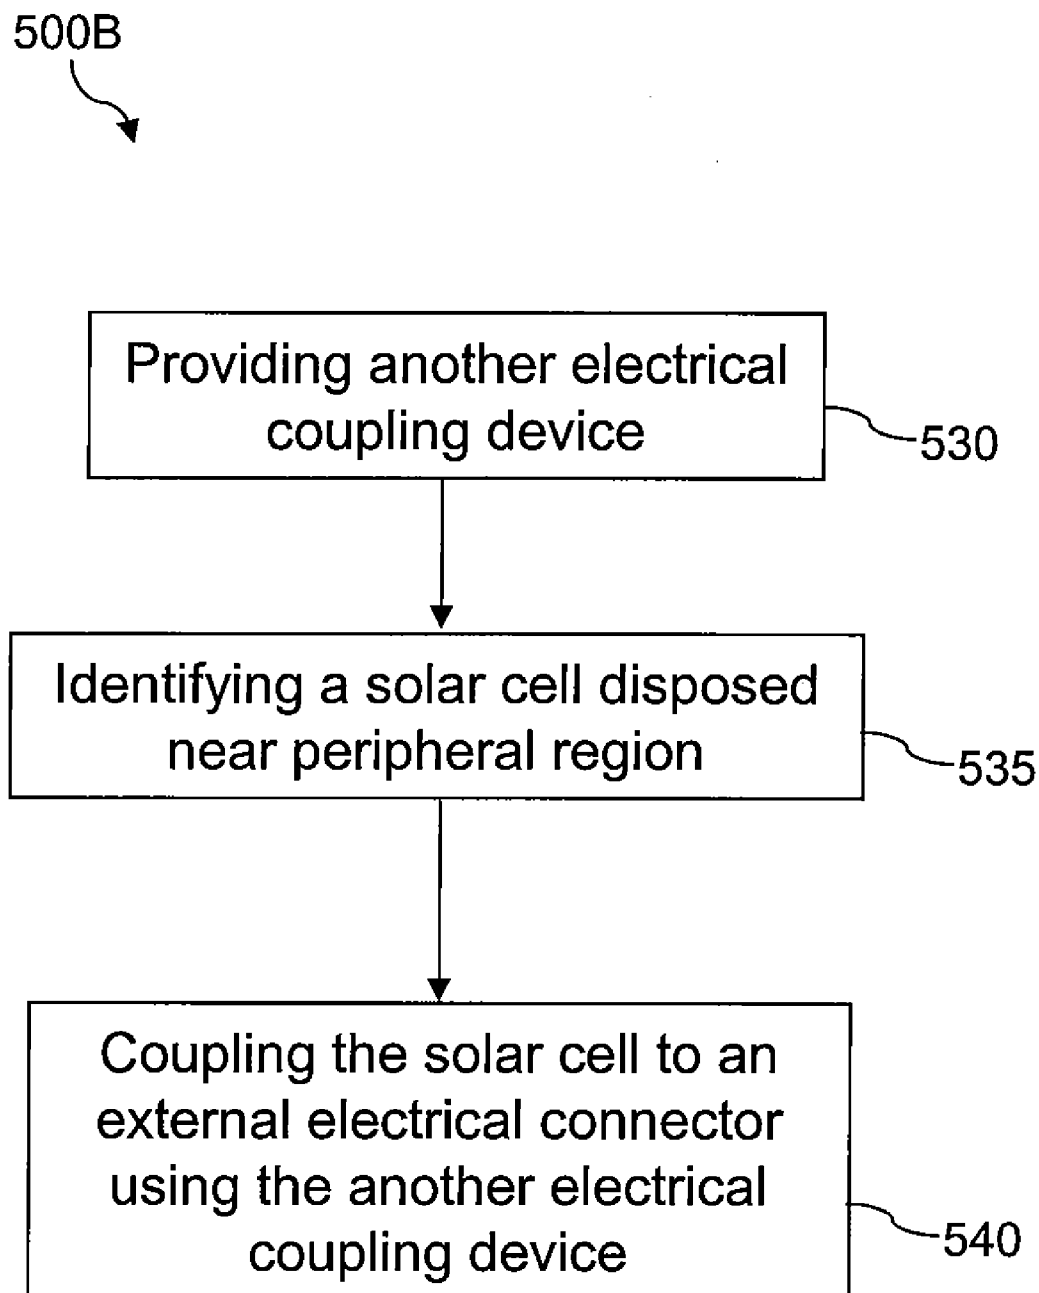 500B
Providing another electrical
coupling device
530
Identifying a solar cell disposed
near peripheral region
535
Coupling the solar cell to an
external electrical connector
using the another electrical
coupling device
540